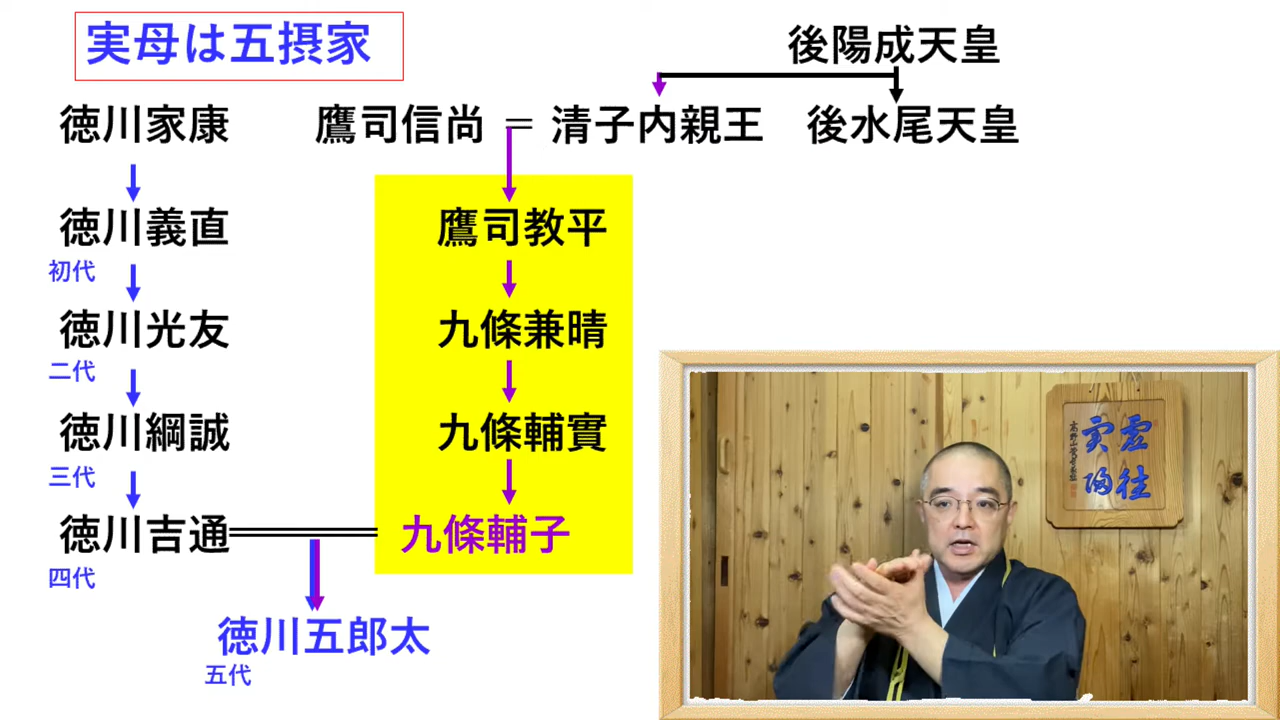 実母は五摂家
後陽成天皇
徳川家康
鷹司信尚 = 清子内親王
後水尾天皇
徳川義直
初代
鷹司教平
徳川光友
二代
九條兼晴
徳川綱誠
三代
九條輔實
徳川吉通
四代
九條輔子
徳川五郎太
五代
虚往
実帰